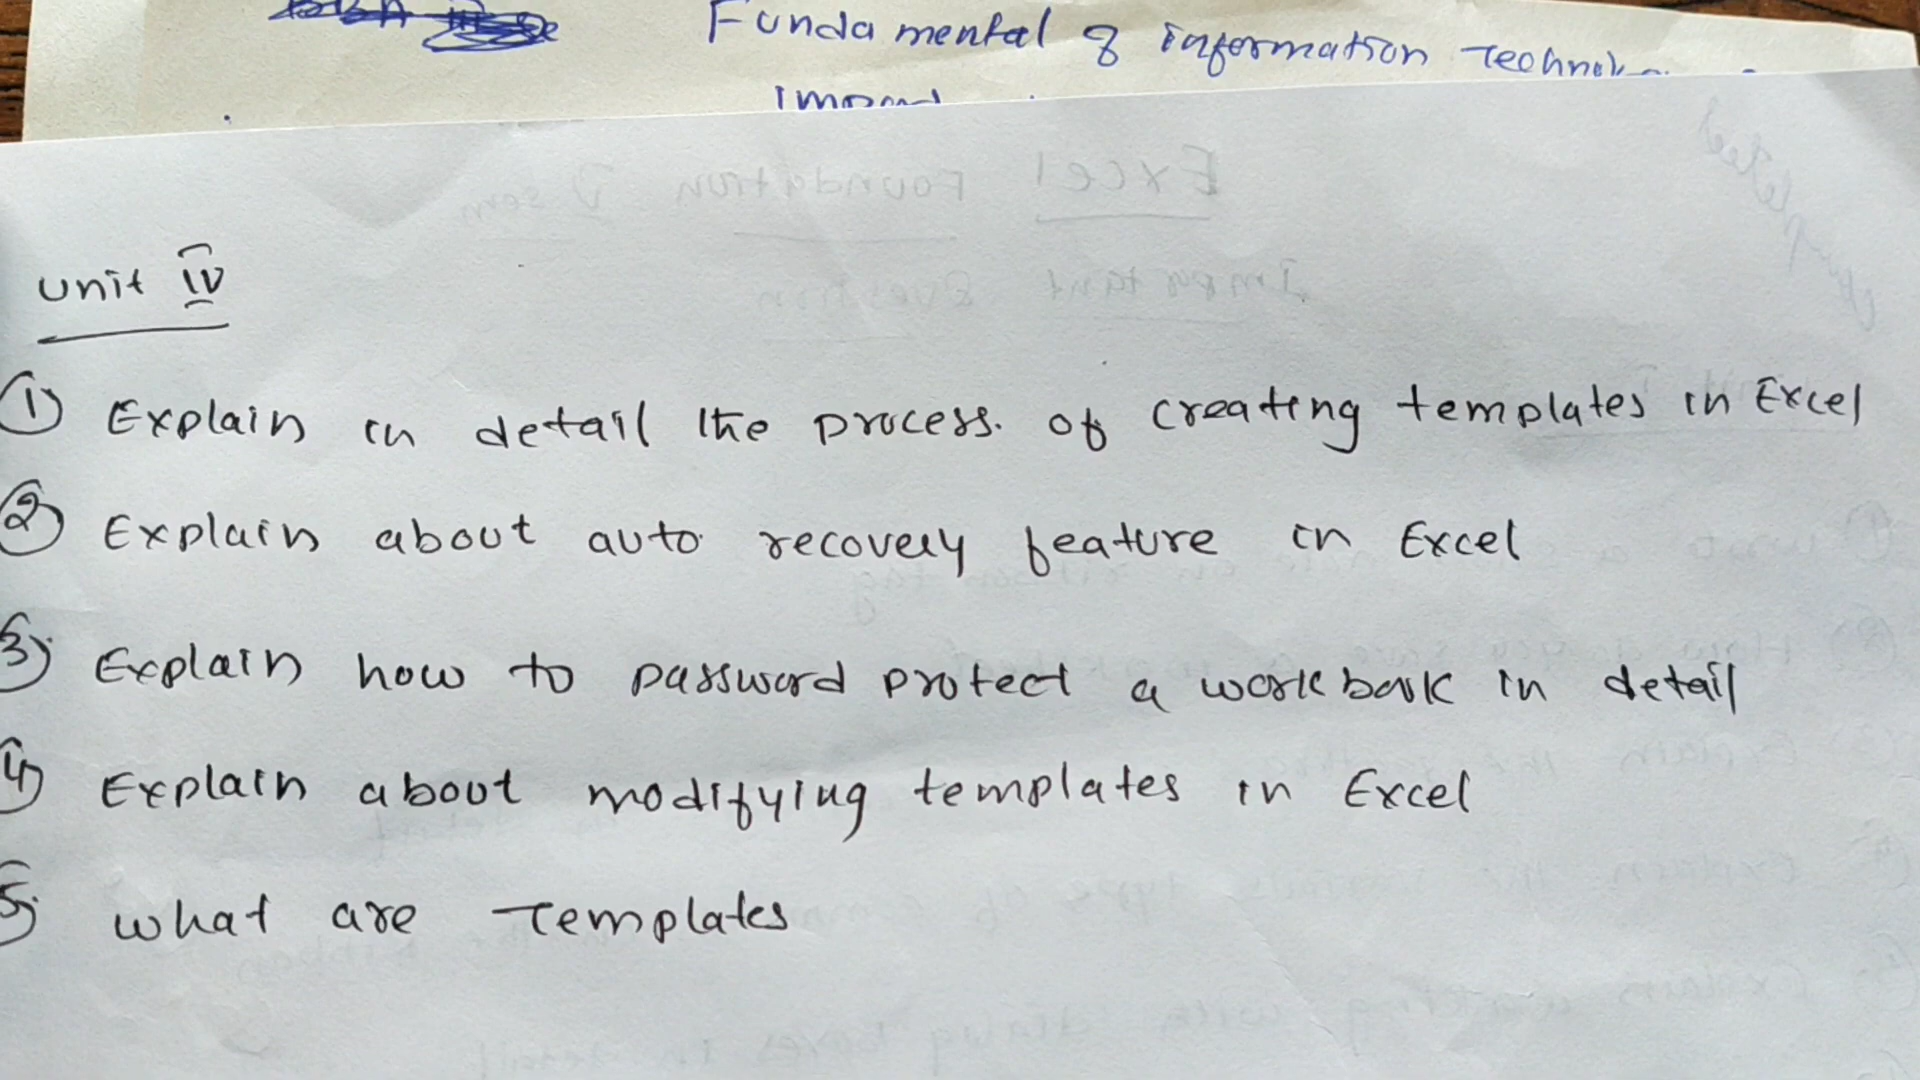 Fundamental of information Techno
Unit IV
① Explain in detail the process. of creating templates in Excel
② Explain about auto recovery feature in Excel
3) Explain how to password protect a workbook in detail
4) Explain about modifying templates in Excel
5) what are Templates